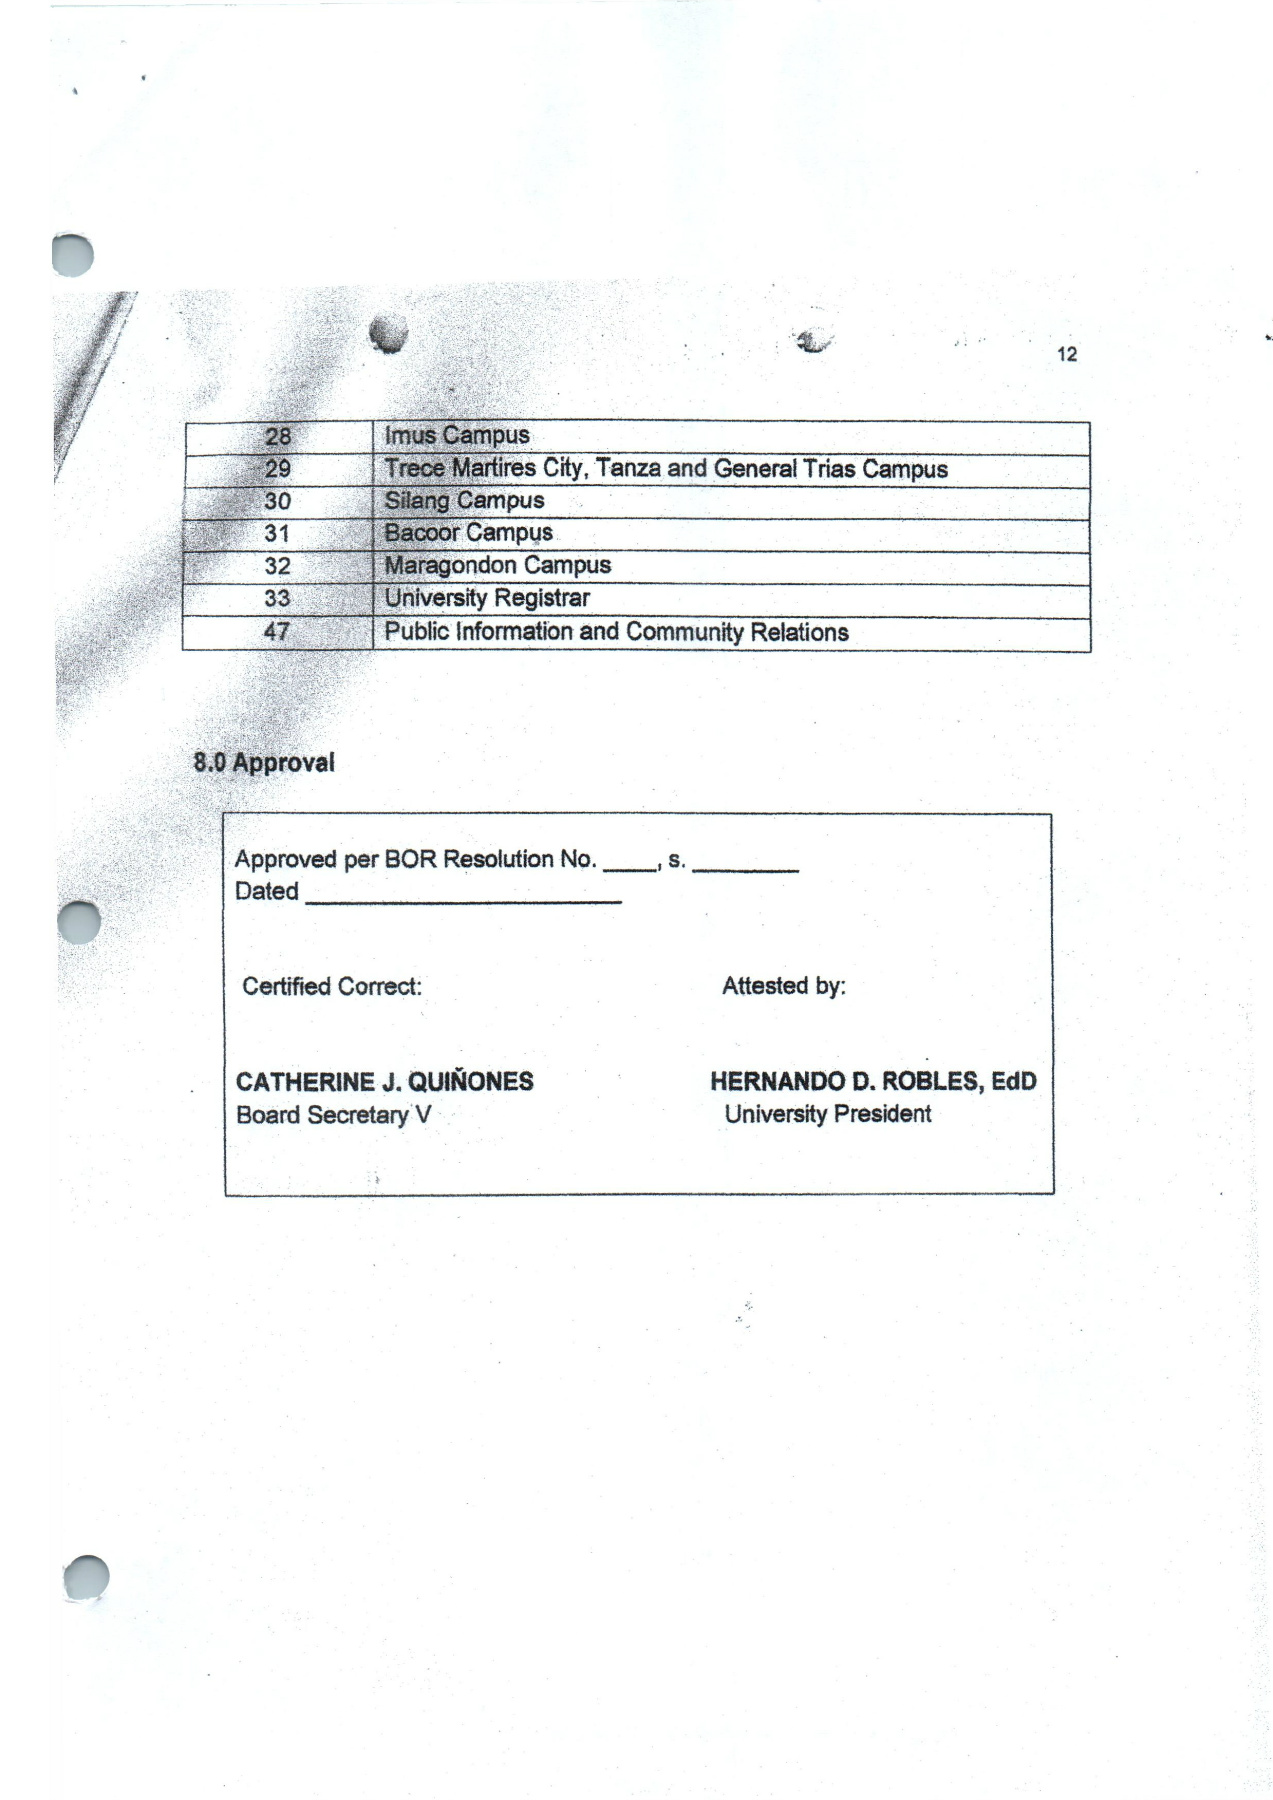 12
28 Imus Campus
29 Trece Martires City, Tanza and General Trias Campus
30 Silang Campus
31 Bacoor Campus
32 Maragondon Campus
33 University Registrar
47 Public Information and Community Relations
8.0 Approval
Approved per BOR Resolution No. _____, s. __________
Dated ______________________________
Certified Correct: Attested by:
CATHERINE J. QUIÑONES HERNANDO D. ROBLES, EdD
Board Secretary V University President